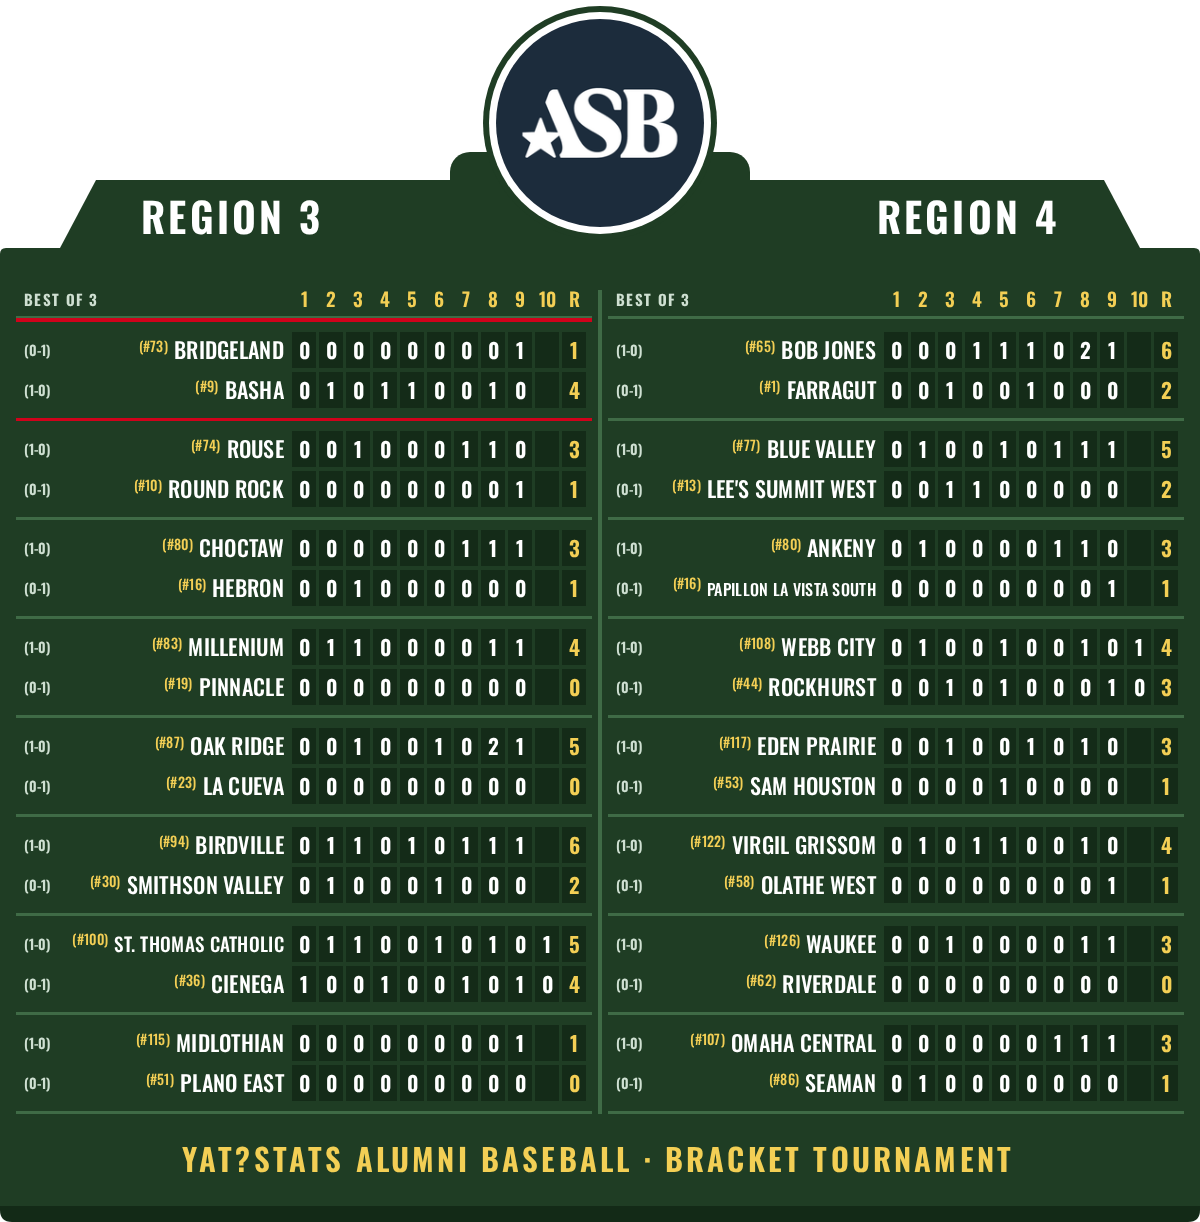 ASB
REGION 3
REGION 4
BEST OF 3 1 2 3 4 5 6 7 8 9 10 R
(0-1) (#73) BRIDGELAND 0 0 0 0 0 0 0 0 1 1
(1-0) (#9) BASHA 0 1 0 1 1 0 0 1 0 4
(1-0) (#74) ROUSE 0 0 1 0 0 0 1 1 0 3
(0-1) (#10) ROUND ROCK 0 0 0 0 0 0 0 0 1 1
(1-0) (#80) CHOCTAW 0 0 0 0 0 0 1 1 1 3
(0-1) (#16) HEBRON 0 0 1 0 0 0 0 0 0 1
(1-0) (#83) MILLENIUM 0 1 1 0 0 0 0 1 1 4
(0-1) (#19) PINNACLE 0 0 0 0 0 0 0 0 0 0
(1-0) (#87) OAK RIDGE 0 0 1 0 0 1 0 2 1 5
(0-1) (#23) LA CUEVA 0 0 0 0 0 0 0 0 0 0
(1-0) (#94) BIRDVILLE 0 1 1 0 1 0 1 1 1 6
(0-1) (#30) SMITHSON VALLEY 0 1 0 0 0 1 0 0 0 2
(1-0) (#100) ST. THOMAS CATHOLIC 0 1 1 0 0 1 0 1 0 1 5
(0-1) (#36) CIENEGA 1 0 0 1 0 0 1 0 1 0 4
(1-0) (#115) MIDLOTHIAN 0 0 0 0 0 0 0 0 1 1
(0-1) (#51) PLANO EAST 0 0 0 0 0 0 0 0 0 0
BEST OF 3 1 2 3 4 5 6 7 8 9 10 R
(1-0) (#65) BOB JONES 0 0 0 1 1 1 0 2 1 6
(0-1) (#1) FARRAGUT 0 0 1 0 0 1 0 0 0 2
(1-0) (#77) BLUE VALLEY 0 1 0 0 1 0 1 1 1 5
(0-1) (#13) LEE'S SUMMIT WEST 0 0 1 1 0 0 0 0 0 2
(1-0) (#80) ANKENY 0 1 0 0 0 0 1 1 0 3
(0-1) (#16) PAPILLON LA VISTA SOUTH 0 0 0 0 0 0 0 0 1 1
(1-0) (#108) WEBB CITY 0 1 0 0 1 0 0 1 0 1 4
(0-1) (#44) ROCKHURST 0 0 1 0 1 0 0 0 1 0 3
(1-0) (#117) EDEN PRAIRIE 0 0 1 0 0 1 0 1 0 3
(0-1) (#53) SAM HOUSTON 0 0 0 0 1 0 0 0 0 1
(1-0) (#122) VIRGIL GRISSOM 0 1 0 1 1 0 0 1 0 4
(0-1) (#58) OLATHE WEST 0 0 0 0 0 0 0 0 1 1
(1-0) (#126) WAUKEE 0 0 1 0 0 0 0 1 1 3
(0-1) (#62) RIVERDALE 0 0 0 0 0 0 0 0 0 0
(1-0) (#107) OMAHA CENTRAL 0 0 0 0 0 0 1 1 1 3
(0-1) (#86) SEAMAN 0 1 0 0 0 0 0 0 0 1
YAT?STATS ALUMNI BASEBALL · BRACKET TOURNAMENT